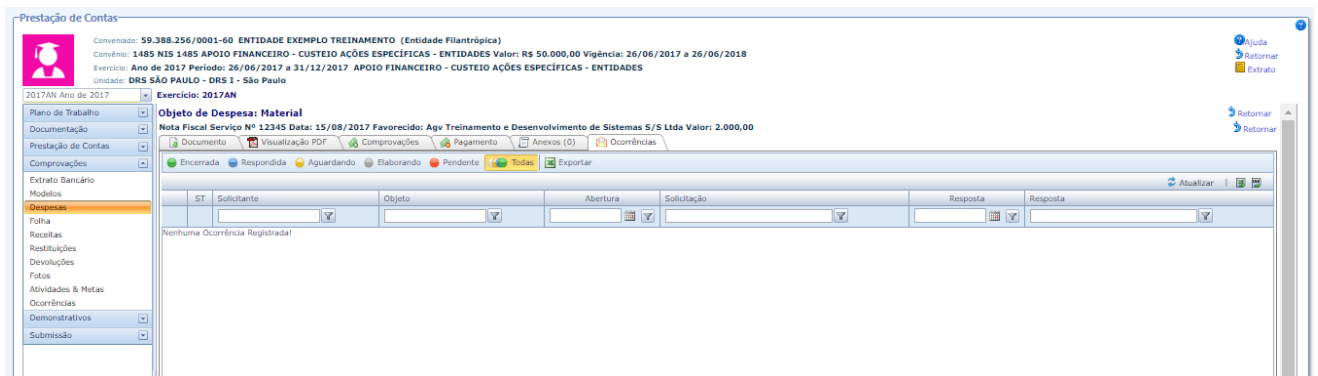 Prestação de Contas
Conveniado: 59.388.256/0001-60 ENTIDADE EXEMPLO TREINAMENTO (Entidade Filantrópica)
Convênio: 1485 NIS 1485 APOIO FINANCEIRO - CUSTEIO AÇÕES ESPECÍFICAS - ENTIDADES Valor: R$ 50.000,00 Vigência: 26/06/2017 a 26/06/2018
Exercício: Ano de 2017 Período: 26/06/2017 a 31/12/2017 APOIO FINANCEIRO - CUSTEIO AÇÕES ESPECÍFICAS - ENTIDADES
Unidade: DRS SÃO PAULO - DRS I - São Paulo
Ajuda
Retornar
Extrato
2017AN Ano de 2017 Exercício: 2017AN
Plano de Trabalho
Documentação
Prestação de Contas
Comprovações
Extrato Bancário
Modelos
Despesas
Folha
Receitas
Restituições
Devoluções
Fotos
Atividades & Metas
Ocorrências
Demonstrativos
Submissão
Objeto de Despesa: Material
Retornar
Nota Fiscal Serviço Nº 12345 Data: 15/08/2017 Favorecido: Agv Treinamento e Desenvolvimento de Sistemas S/S Ltda Valor: 2.000,00
Retornar
Documento Visualização PDF Comprovações Pagamento Anexos (0) Ocorrências
Encerrada Respondida Aguardando Elaborando Pendente Todas Exportar
Atualizar
ST Solicitante Objeto Abertura Solicitação Resposta Resposta
Nenhuma Ocorrência Registrada!